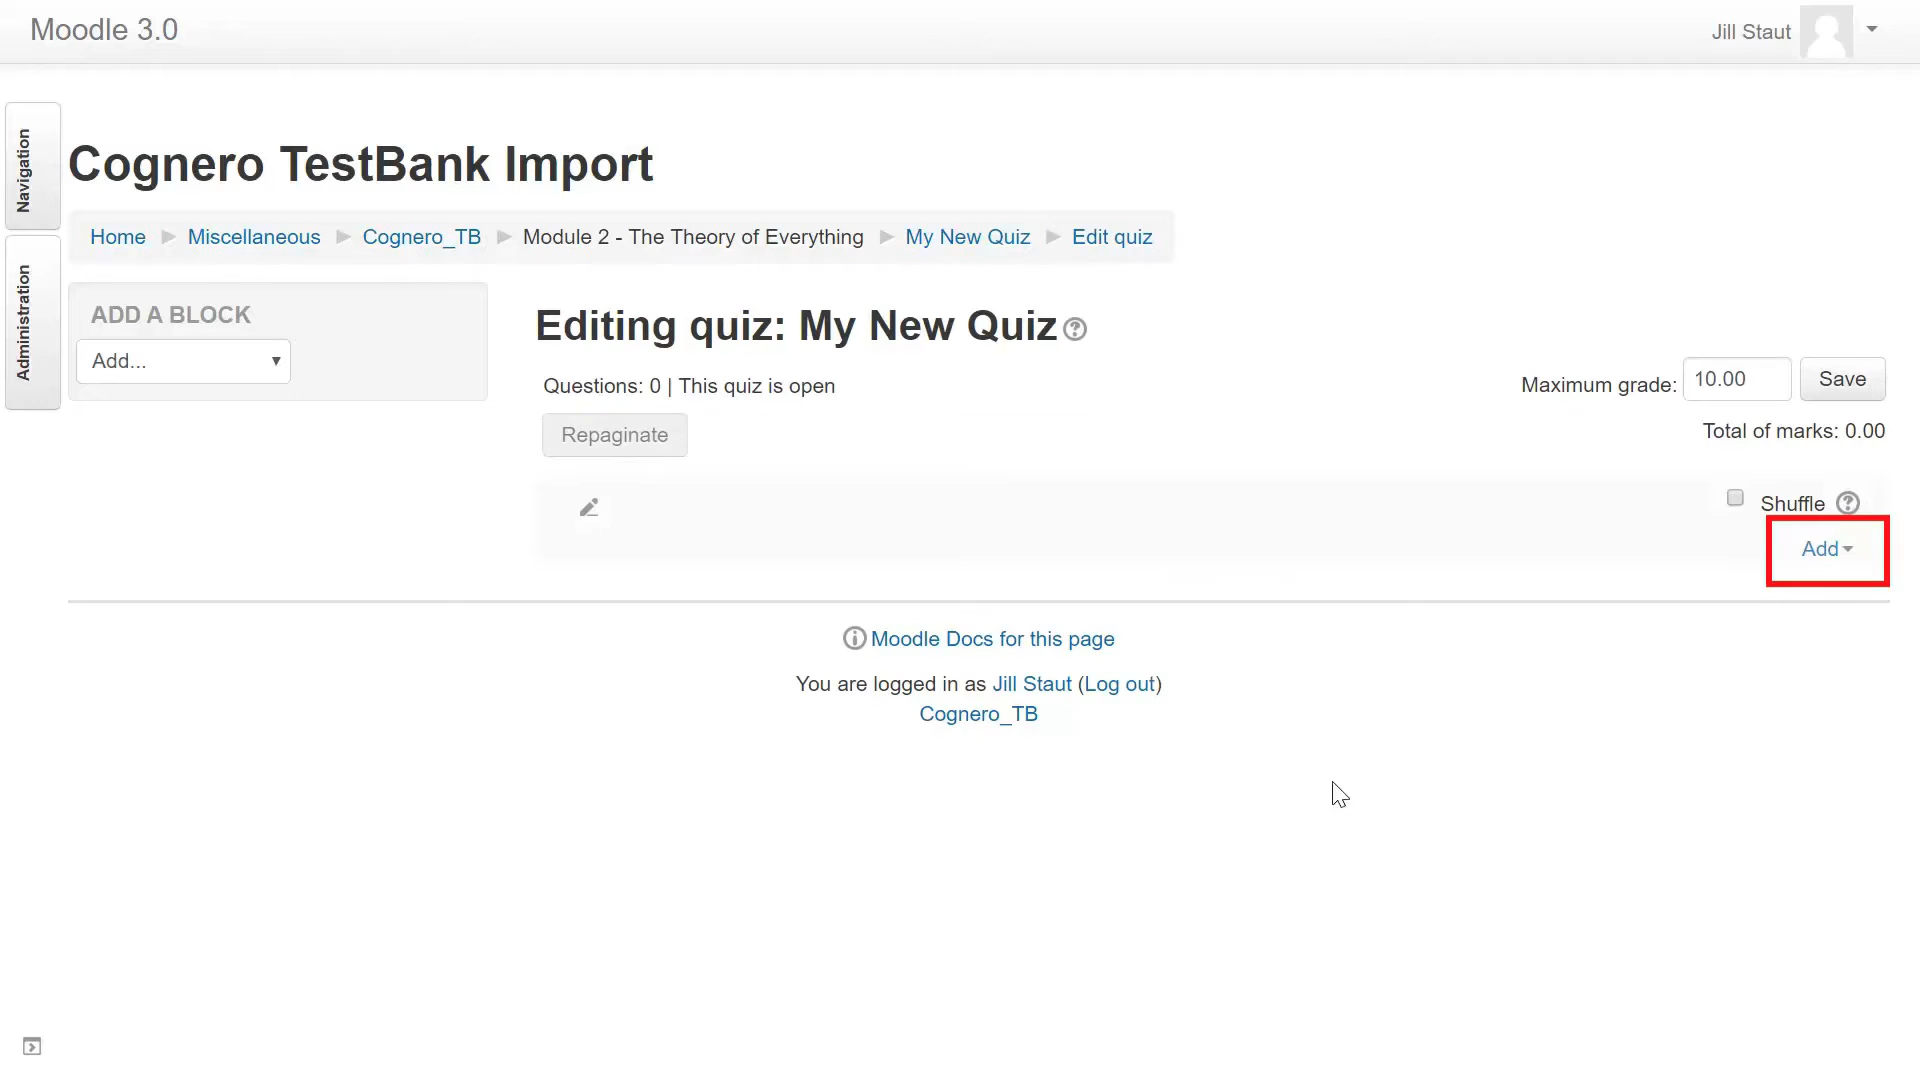 Moodle 3.0
Jill Staut
Navigation
Administration
Cognero TestBank Import
Home Miscellaneous Cognero_TB Module 2 - The Theory of Everything My New Quiz Edit quiz
ADD A BLOCK
Add...
Editing quiz: My New Quiz
Questions: 0 | This quiz is open
Maximum grade: 10.00 Save
Repaginate
Total of marks: 0.00
Shuffle
Add
Moodle Docs for this page
You are logged in as Jill Staut (Log out)
Cognero_TB